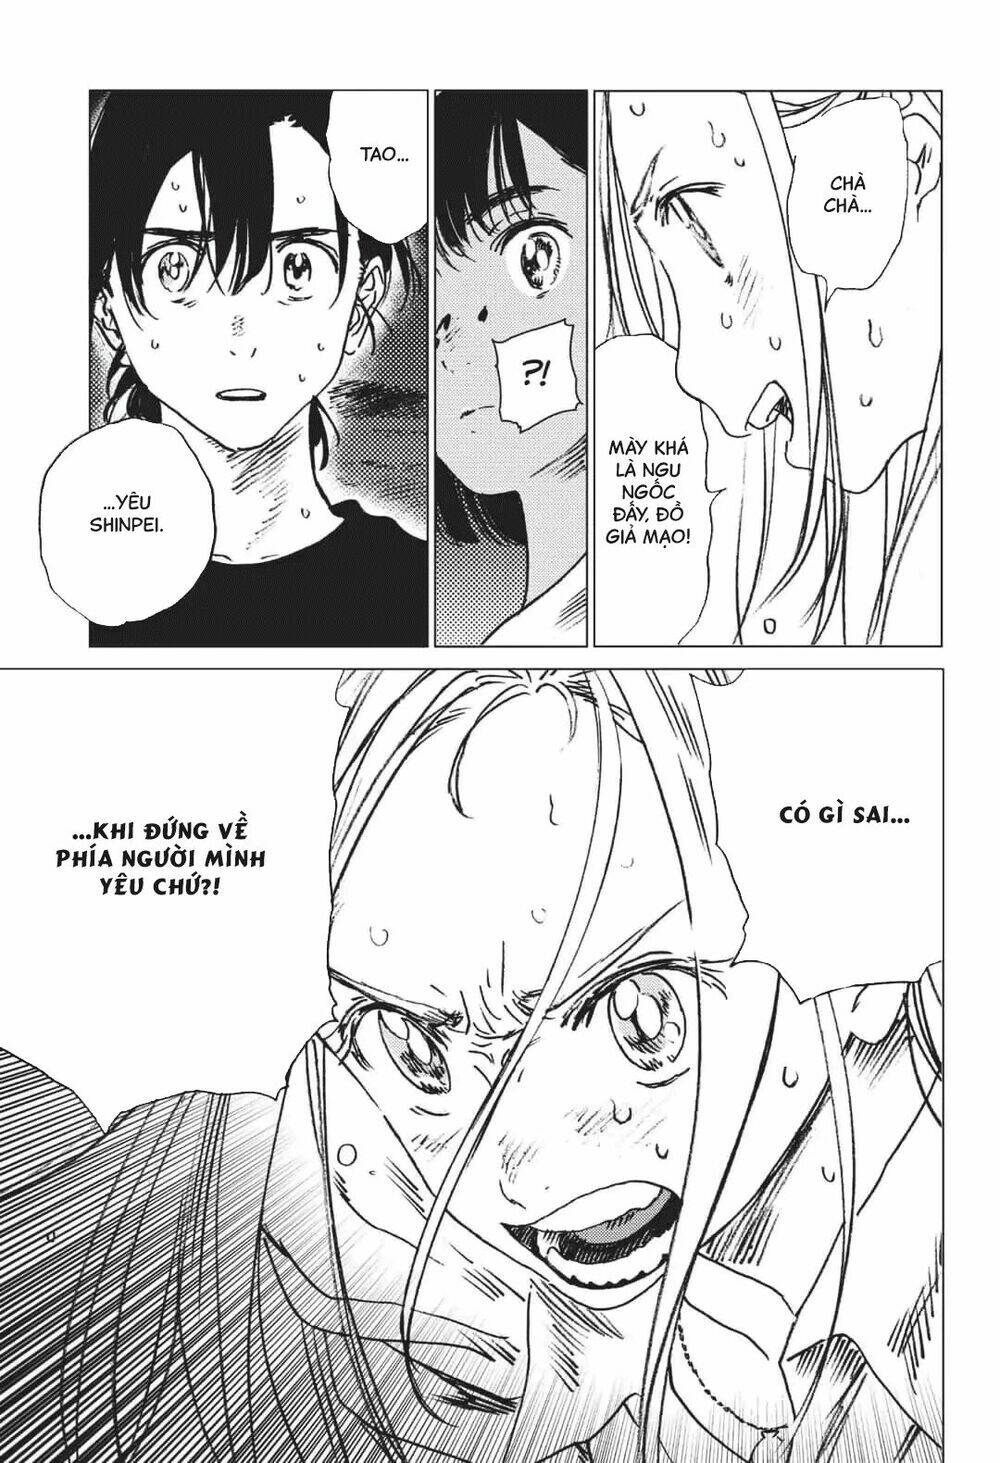 CHÀ
CHÀ...
MÀY KHÁ
LÀ NGU
NGỐC
ĐẤY, ĐỒ
GIẢ MẠO!
?!
TAO...
...YÊU
SHINPEI.
CÓ GÌ SAI...
...KHI ĐỨNG VỀ
PHÍA NGƯỜI MÌNH
YÊU CHỨ?!